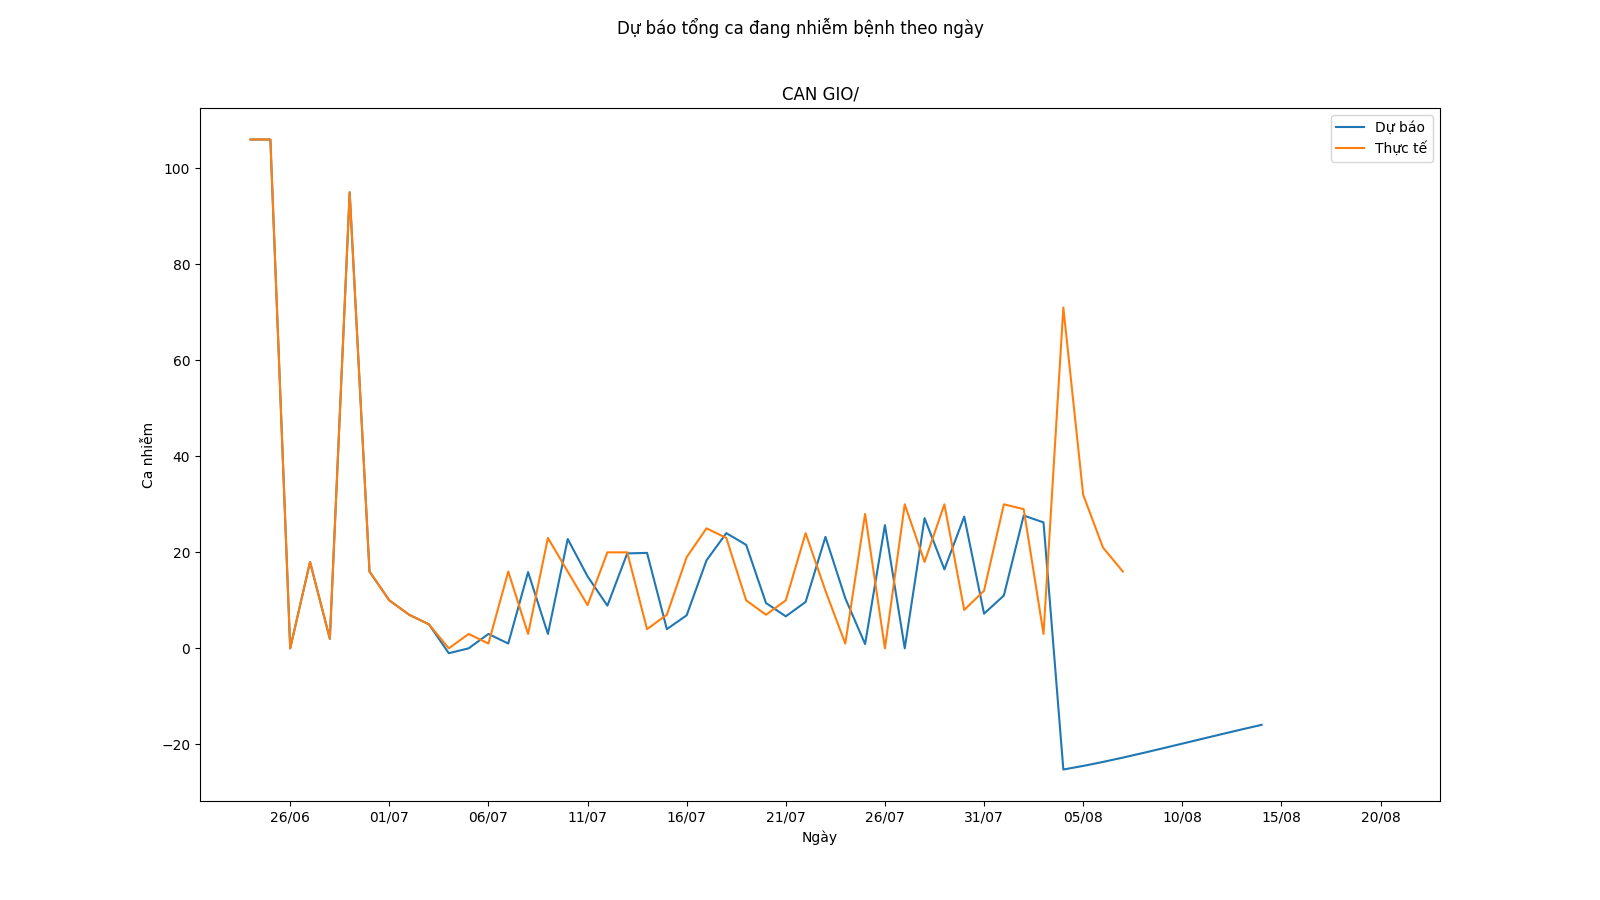 Dự báo tổng ca đang nhiễm bệnh theo ngày
CAN GIO/
Dự báo
Thực tế
100
80
60
40
20
0
−20
Ca nhiễm
26/06 01/07 06/07 11/07 16/07 21/07 26/07 31/07 05/08 10/08 15/08 20/08
Ngày